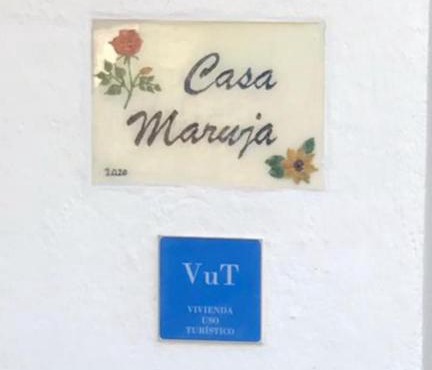 Casa
Maruja
2020
VuT
VIVIENDA
USO
TURÍSTICO